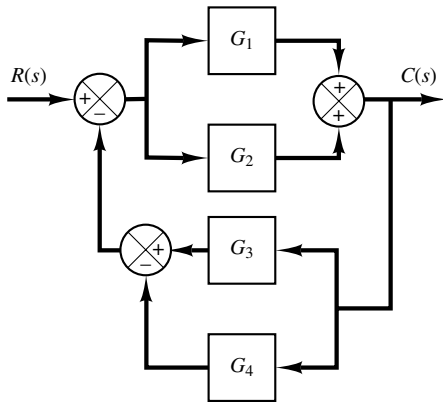 G₁
R(s)
C(s)
+
−
+
+
G₂
G₃
+
−
G₄